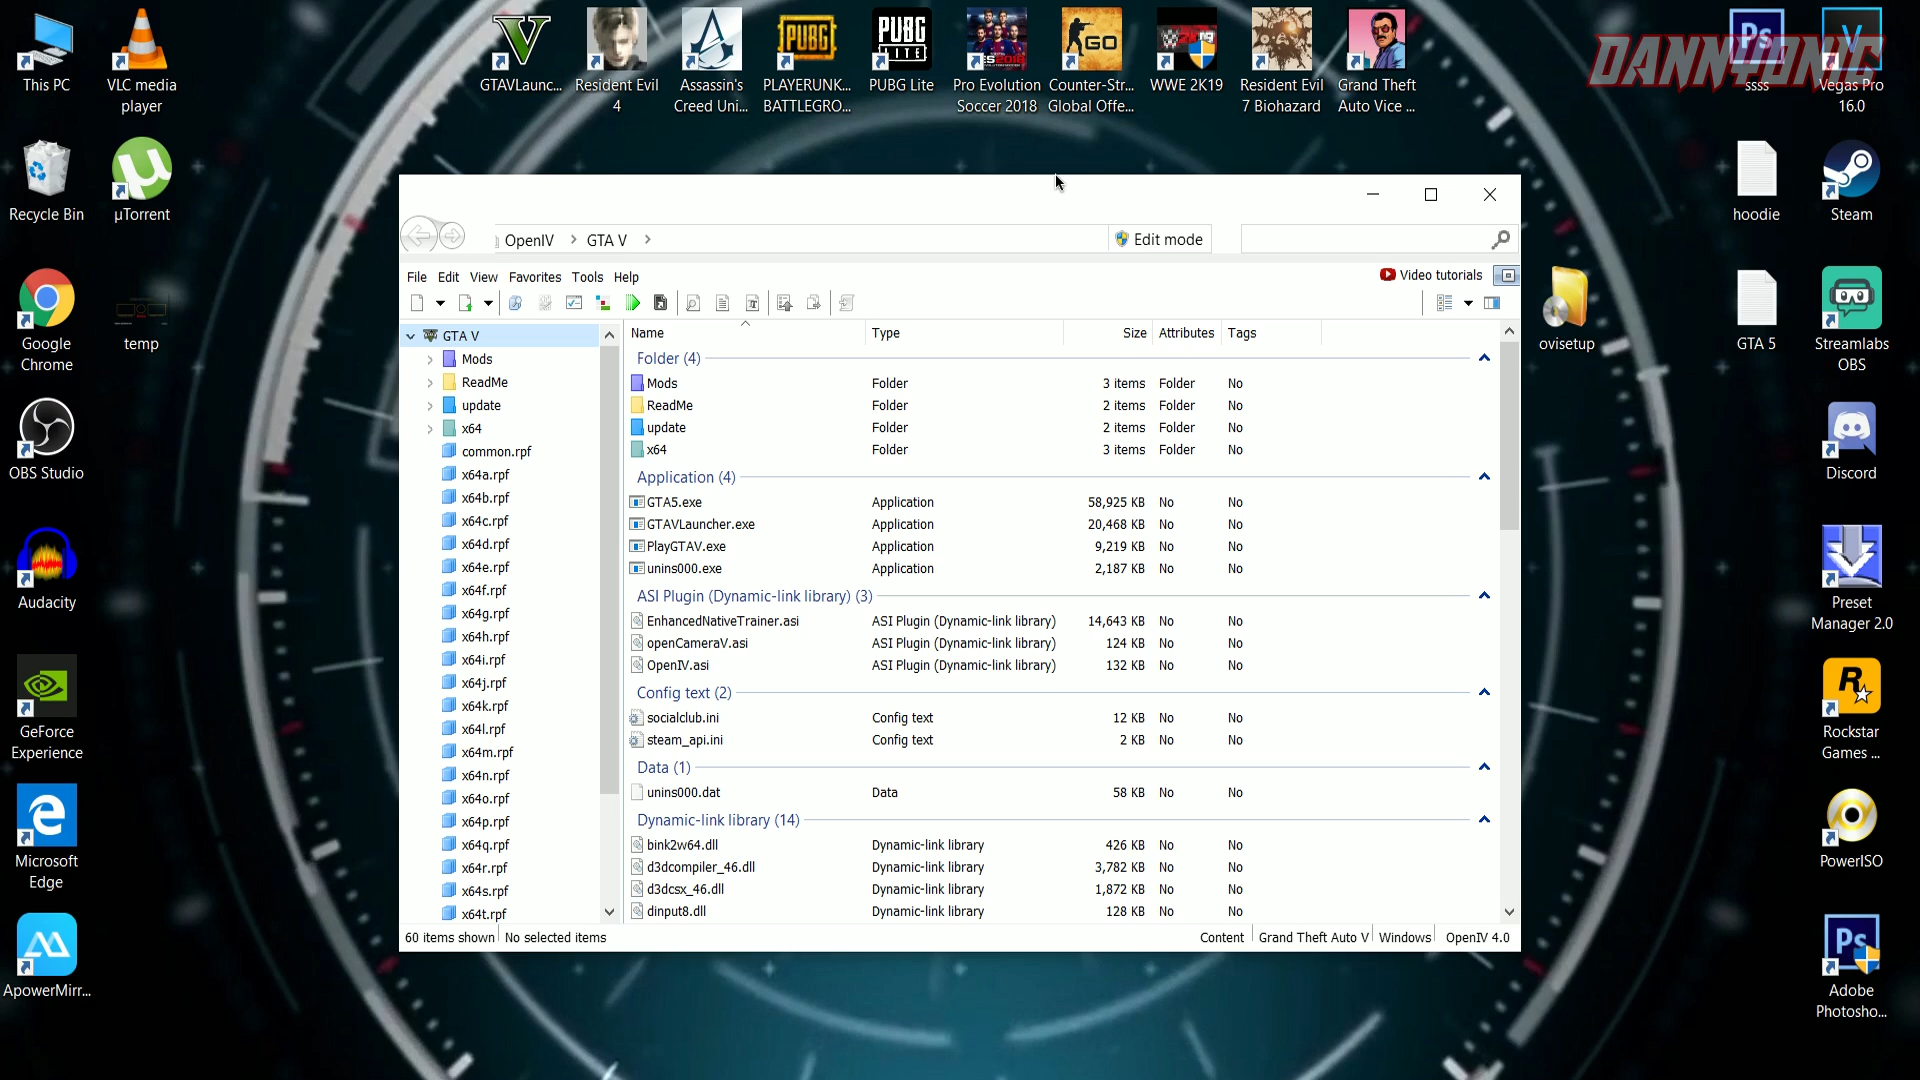 This PC
VLC media
player
GTAVLaunc...
Resident Evil
4
Assassin's
Creed Uni...
PLAYERUNK...
BATTLEGRO...
PUBG Lite
Pro Evolution
Soccer 2018
Counter-Str...
Global Offe...
WWE 2K19
Resident Evil
7 Biohazard
Grand Theft
Auto Vice ...
ssss
Vegas Pro
16.0
DANNYONIC
Recycle Bin
µTorrent
hoodie
Steam
Google
Chrome
temp
ovisetup
GTA 5
Streamlabs
OBS
OBS Studio
Discord
Audacity
Preset
Manager 2.0
GeForce
Experience
Rockstar
Games ...
Microsoft
Edge
PowerISO
ApowerMirr...
Adobe
Photosho...
OpenIV > GTA V >
Edit mode
File Edit View Favorites Tools Help
Video tutorials
GTA V
Mods
ReadMe
update
x64
common.rpf
x64a.rpf
x64b.rpf
x64c.rpf
x64d.rpf
x64e.rpf
x64f.rpf
x64g.rpf
x64h.rpf
x64i.rpf
x64j.rpf
x64k.rpf
x64l.rpf
x64m.rpf
x64n.rpf
x64o.rpf
x64p.rpf
x64q.rpf
x64r.rpf
x64s.rpf
x64t.rpf
Name Type Size Attributes Tags
Folder (4)
Mods Folder 3 items Folder No
ReadMe Folder 2 items Folder No
update Folder 2 items Folder No
x64 Folder 3 items Folder No
Application (4)
GTA5.exe Application 58,925 KB No No
GTAVLauncher.exe Application 20,468 KB No No
PlayGTAV.exe Application 9,219 KB No No
unins000.exe Application 2,187 KB No No
ASI Plugin (Dynamic-link library) (3)
EnhancedNativeTrainer.asi ASI Plugin (Dynamic-link library) 14,643 KB No No
openCameraV.asi ASI Plugin (Dynamic-link library) 124 KB No No
OpenIV.asi ASI Plugin (Dynamic-link library) 132 KB No No
Config text (2)
socialclub.ini Config text 12 KB No No
steam_api.ini Config text 2 KB No No
Data (1)
unins000.dat Data 58 KB No No
Dynamic-link library (14)
bink2w64.dll Dynamic-link library 426 KB No No
d3dcompiler_46.dll Dynamic-link library 3,782 KB No No
d3dcsx_46.dll Dynamic-link library 1,872 KB No No
dinput8.dll Dynamic-link library 128 KB No No
60 items shown No selected items
Content Grand Theft Auto V Windows OpenIV 4.0